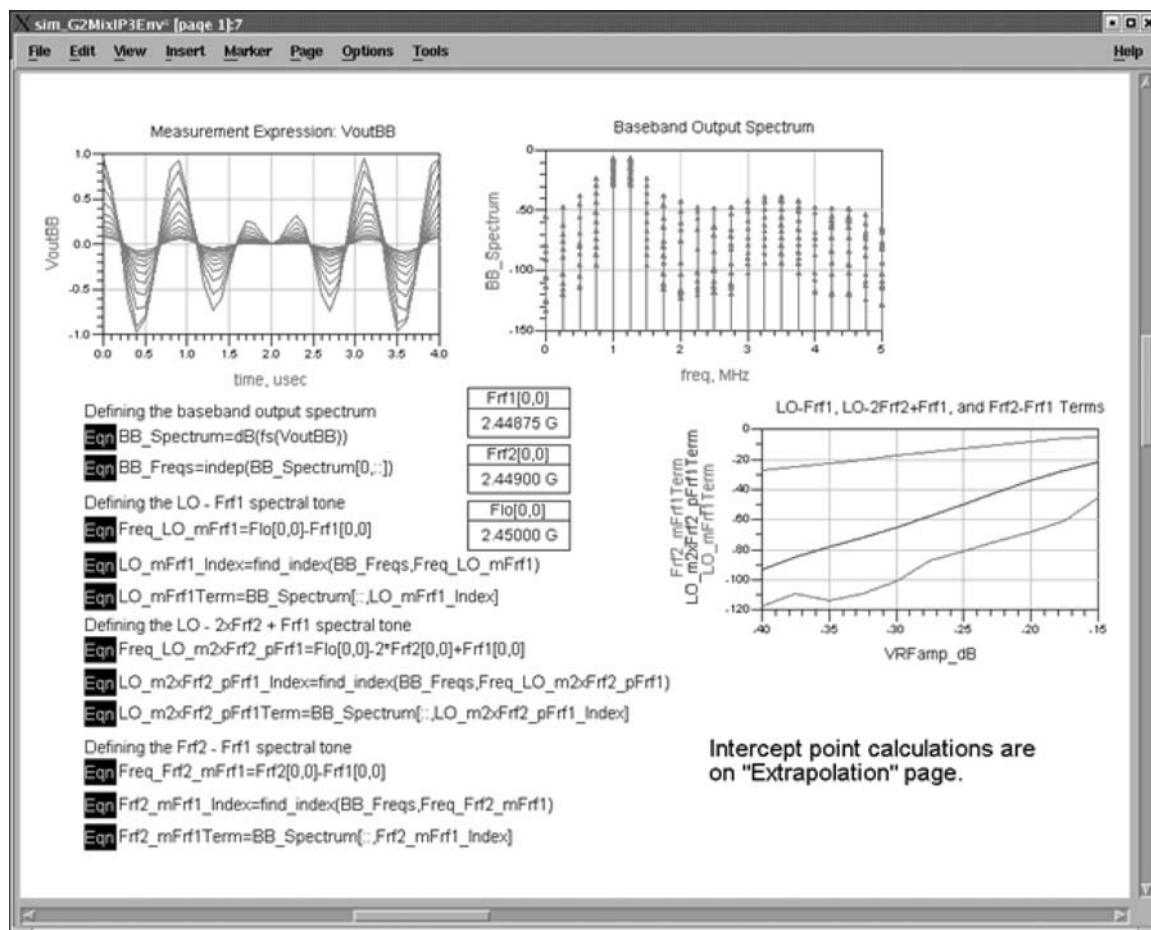 sim_G2MixIP3Env* [page 1]:7
File Edit View Insert Marker Page Options Tools Help
Measurement Expression: VoutBB
1.0
0.5
0.0
-0.5
-1.0
VoutBB
0.0 0.5 1.0 1.5 2.0 2.5 3.0 3.5 4.0
time, usec
Baseband Output Spectrum
0
-50
-100
-150
BB_Spectrum
0 1 2 3 4 5
freq, MHz
Defining the baseband output spectrum
Eqn BB_Spectrum=dB(fs(VoutBB))
Eqn BB_Freqs=indep(BB_Spectrum[0,::])
Defining the LO - Frf1 spectral tone
Eqn Freq_LO_mFrf1=Flo[0,0]-Frf1[0,0]
Eqn LO_mFrf1_Index=find_index(BB_Freqs,Freq_LO_mFrf1)
Eqn LO_mFrf1Term=BB_Spectrum[::,LO_mFrf1_Index]
Defining the LO - 2xFrf2 + Frf1 spectral tone
Eqn Freq_LO_m2xFrf2_pFrf1=Flo[0,0]-2*Frf2[0,0]+Frf1[0,0]
Eqn LO_m2xFrf2_pFrf1_Index=find_index(BB_Freqs,Freq_LO_m2xFrf2_pFrf1)
Eqn LO_m2xFrf2_pFrf1Term=BB_Spectrum[::,LO_m2xFrf2_pFrf1_Index]
Defining the Frf2 - Frf1 spectral tone
Eqn Freq_Frf2_mFrf1=Frf2[0,0]-Frf1[0,0]
Eqn Frf2_mFrf1_Index=find_index(BB_Freqs,Freq_Frf2_mFrf1)
Eqn Frf2_mFrf1Term=BB_Spectrum[::,Frf2_mFrf1_Index]
Frf1[0,0]
2.44875 G
Frf2[0,0]
2.44900 G
Flo[0,0]
2.45000 G
LO-Frf1, LO-2Frf2+Frf1, and Frf2-Frf1 Terms
0
-20
-40
-60
-80
-100
-120
Frf2_mFrf1Term
LO_m2xFrf2_pFrf1Term
LO_mFrf1Term
-40 -35 -30 -25 -20 -15
VRFamp_dB
Intercept point calculations are
on "Extrapolation" page.